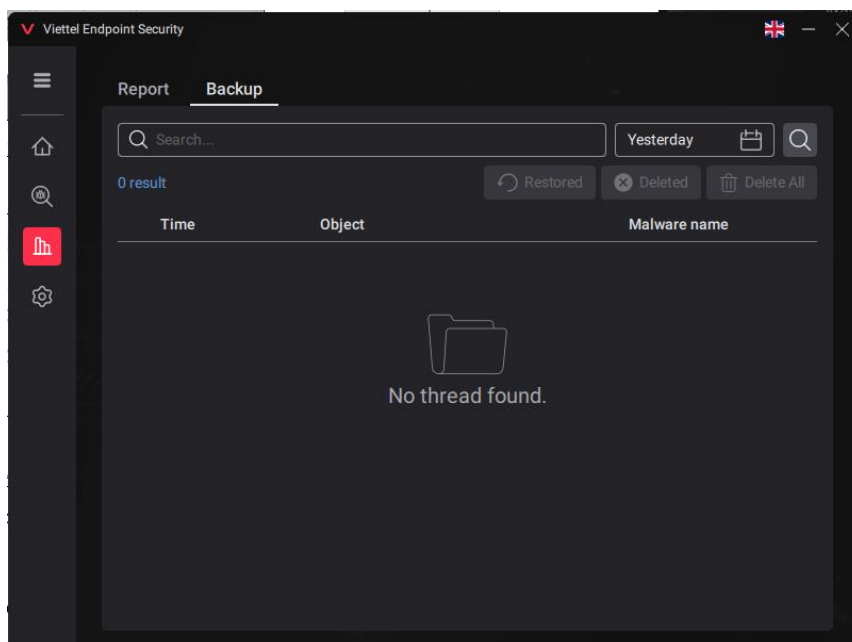 Viettel Endpoint Security
Report Backup
Search... Yesterday
0 result Restored Deleted Delete All
Time Object Malware name
No thread found.